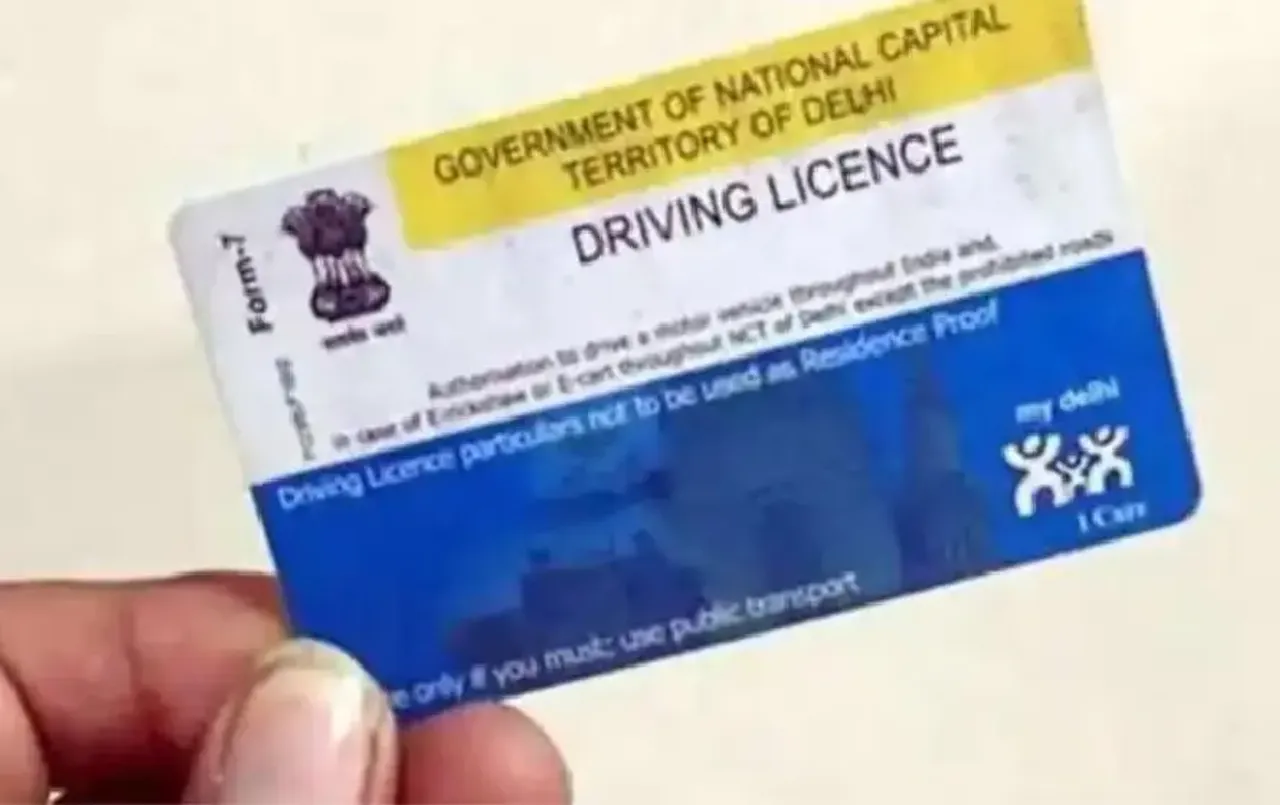 GOVERNMENT OF NATIONAL CAPITAL
TERRITORY OF DELHI
DRIVING LICENCE
Form-7
Authorisation to drive a motor vehicle throughout India and,
in case of E-rickshaw or E-cart throughout NCT of Delhi except the prohibited roads
Driving Licence particulars not to be used as Residence Proof
my delhi
I Care
only if you must; use public transport